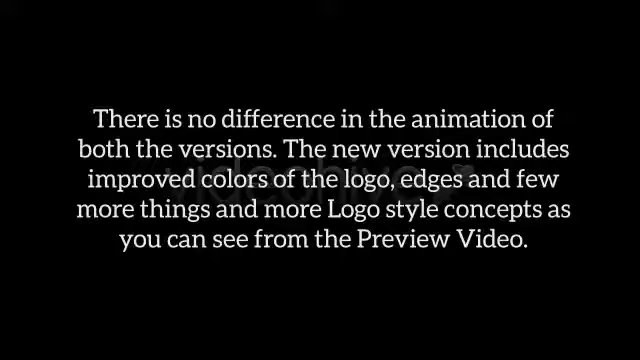 There is no difference in the animation of
both the versions. The new version includes
improved colors of the logo, edges and few
more things and more Logo style concepts as
you can see from the Preview Video.
videohive